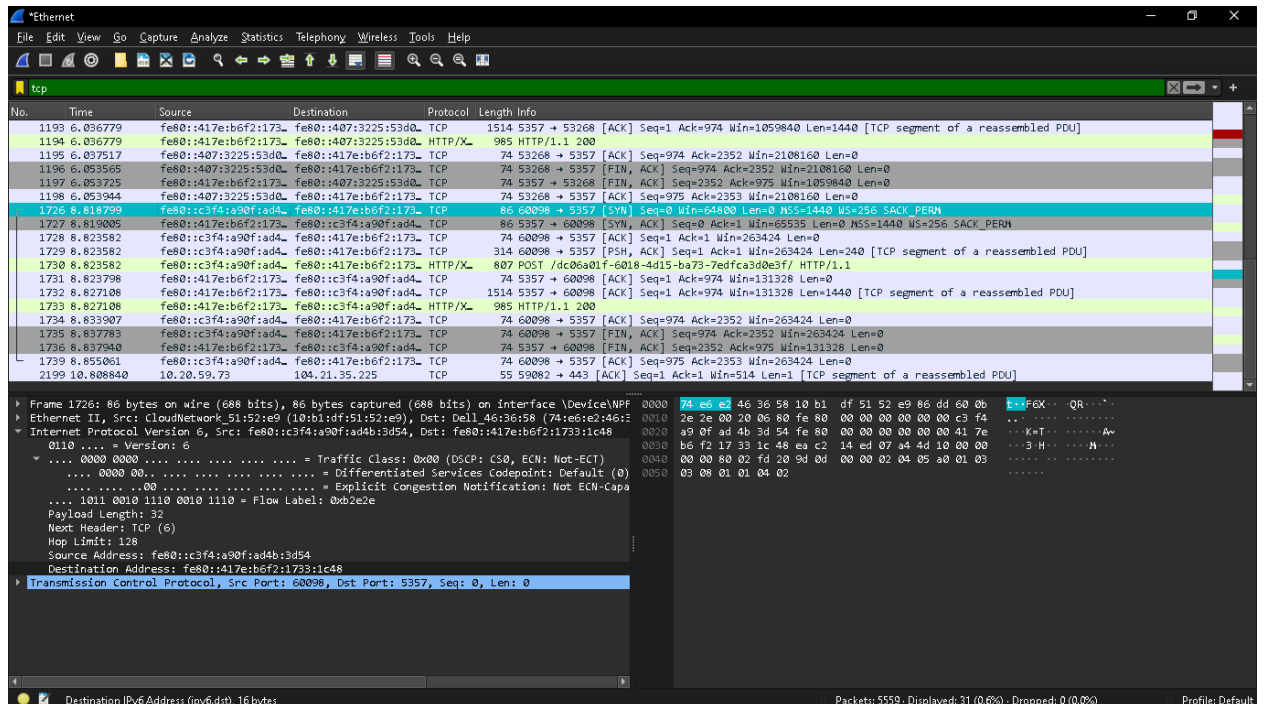 *Ethernet
File Edit View Go Capture Analyze Statistics Telephony Wireless Tools Help
tcp
No. Time Source Destination Protocol Length Info
1193 6.036779 fe80::417e:b6f2:173… fe80::407:3225:53d0… TCP 1514 5357 → 53268 [ACK] Seq=1 Ack=974 Win=1059840 Len=1440 [TCP segment of a reassembled PDU]
1194 6.036779 fe80::417e:b6f2:173… fe80::407:3225:53d0… HTTP/X… 985 HTTP/1.1 200
1195 6.037517 fe80::407:3225:53d0… fe80::417e:b6f2:173… TCP 74 53268 → 5357 [ACK] Seq=974 Ack=2352 Win=2108160 Len=0
1196 6.053565 fe80::407:3225:53d0… fe80::417e:b6f2:173… TCP 74 53268 → 5357 [FIN, ACK] Seq=974 Ack=2352 Win=2108160 Len=0
1197 6.053725 fe80::417e:b6f2:173… fe80::407:3225:53d0… TCP 74 5357 → 53268 [FIN, ACK] Seq=2352 Ack=975 Win=1059840 Len=0
1198 6.053944 fe80::407:3225:53d0… fe80::417e:b6f2:173… TCP 74 53268 → 5357 [ACK] Seq=975 Ack=2353 Win=2108160 Len=0
1726 8.818799 fe80::c3f4:a90f:ad4… fe80::417e:b6f2:173… TCP 86 60098 → 5357 [SYN] Seq=0 Win=64800 Len=0 MSS=1440 WS=256 SACK_PERM
1727 8.819005 fe80::417e:b6f2:173… fe80::c3f4:a90f:ad4… TCP 86 5357 → 60098 [SYN, ACK] Seq=0 Ack=1 Win=65535 Len=0 MSS=1440 WS=256 SACK_PERM
1728 8.823582 fe80::c3f4:a90f:ad4… fe80::417e:b6f2:173… TCP 74 60098 → 5357 [ACK] Seq=1 Ack=1 Win=263424 Len=0
1729 8.823582 fe80::c3f4:a90f:ad4… fe80::417e:b6f2:173… TCP 314 60098 → 5357 [PSH, ACK] Seq=1 Ack=1 Win=263424 Len=240 [TCP segment of a reassembled PDU]
1730 8.823582 fe80::c3f4:a90f:ad4… fe80::417e:b6f2:173… HTTP/X… 807 POST /dc06a01f-6018-4d15-ba73-7edfca3d0e3f/ HTTP/1.1
1731 8.823798 fe80::417e:b6f2:173… fe80::c3f4:a90f:ad4… TCP 74 5357 → 60098 [ACK] Seq=1 Ack=974 Win=131328 Len=0
1732 8.827108 fe80::417e:b6f2:173… fe80::c3f4:a90f:ad4… TCP 1514 5357 → 60098 [ACK] Seq=1 Ack=974 Win=131328 Len=1440 [TCP segment of a reassembled PDU]
1733 8.827108 fe80::417e:b6f2:173… fe80::c3f4:a90f:ad4… HTTP/X… 985 HTTP/1.1 200
1734 8.833907 fe80::c3f4:a90f:ad4… fe80::417e:b6f2:173… TCP 74 60098 → 5357 [ACK] Seq=974 Ack=2352 Win=263424 Len=0
1735 8.837783 fe80::c3f4:a90f:ad4… fe80::417e:b6f2:173… TCP 74 60098 → 5357 [FIN, ACK] Seq=974 Ack=2352 Win=263424 Len=0
1736 8.837940 fe80::417e:b6f2:173… fe80::c3f4:a90f:ad4… TCP 74 5357 → 60098 [FIN, ACK] Seq=2352 Ack=975 Win=131328 Len=0
1739 8.855061 fe80::c3f4:a90f:ad4… fe80::417e:b6f2:173… TCP 74 60098 → 5357 [ACK] Seq=975 Ack=2353 Win=263424 Len=0
2199 10.808840 10.20.59.73 104.21.35.225 TCP 55 59082 → 443 [ACK] Seq=1 Ack=1 Win=514 Len=1 [TCP segment of a reassembled PDU]
Frame 1726: 86 bytes on wire (688 bits), 86 bytes captured (688 bits) on interface \Device\NPF
Ethernet II, Src: CloudNetwork_51:52:e9 (10:b1:df:51:52:e9), Dst: Dell_46:36:58 (74:e6:e2:46:3
Internet Protocol Version 6, Src: fe80::c3f4:a90f:ad4b:3d54, Dst: fe80::417e:b6f2:1733:1c48
0110 .... = Version: 6
.... 0000 0000 .... .... .... .... .... = Traffic Class: 0x00 (DSCP: CS0, ECN: Not-ECT)
.... 0000 00.. .... .... .... .... .... = Differentiated Services Codepoint: Default (0)
.... .... ..00 .... .... .... .... .... = Explicit Congestion Notification: Not ECN-Capa
.... 1011 0010 1110 0010 1110 = Flow Label: 0xb2e2e
Payload Length: 32
Next Header: TCP (6)
Hop Limit: 128
Source Address: fe80::c3f4:a90f:ad4b:3d54
Destination Address: fe80::417e:b6f2:1733:1c48
Transmission Control Protocol, Src Port: 60098, Dst Port: 5357, Seq: 0, Len: 0
0000 74 e6 e2 46 36 58 10 b1 df 51 52 e9 86 dd 60 0b t··F6X·· ·QR···`·
0010 2e 2e 00 20 06 80 fe 80 00 00 00 00 00 00 c3 f4 ..· ···· ········
0020 a9 0f ad 4b 3d 54 fe 80 00 00 00 00 00 00 41 7e ···K=T·· ······A~
0030 b6 f2 17 33 1c 48 ea c2 14 ed 07 a4 4d 10 00 00 ···3·H·· ····M···
0040 00 00 80 02 fd 20 9d 0d 00 00 02 04 05 a0 01 03 ····· ·· ········
0050 03 08 01 01 04 02 ······
Destination IPv6 Address (ipv6.dst), 16 bytes
Packets: 5559 · Displayed: 31 (0.6%) · Dropped: 0 (0.0%)
Profile: Default